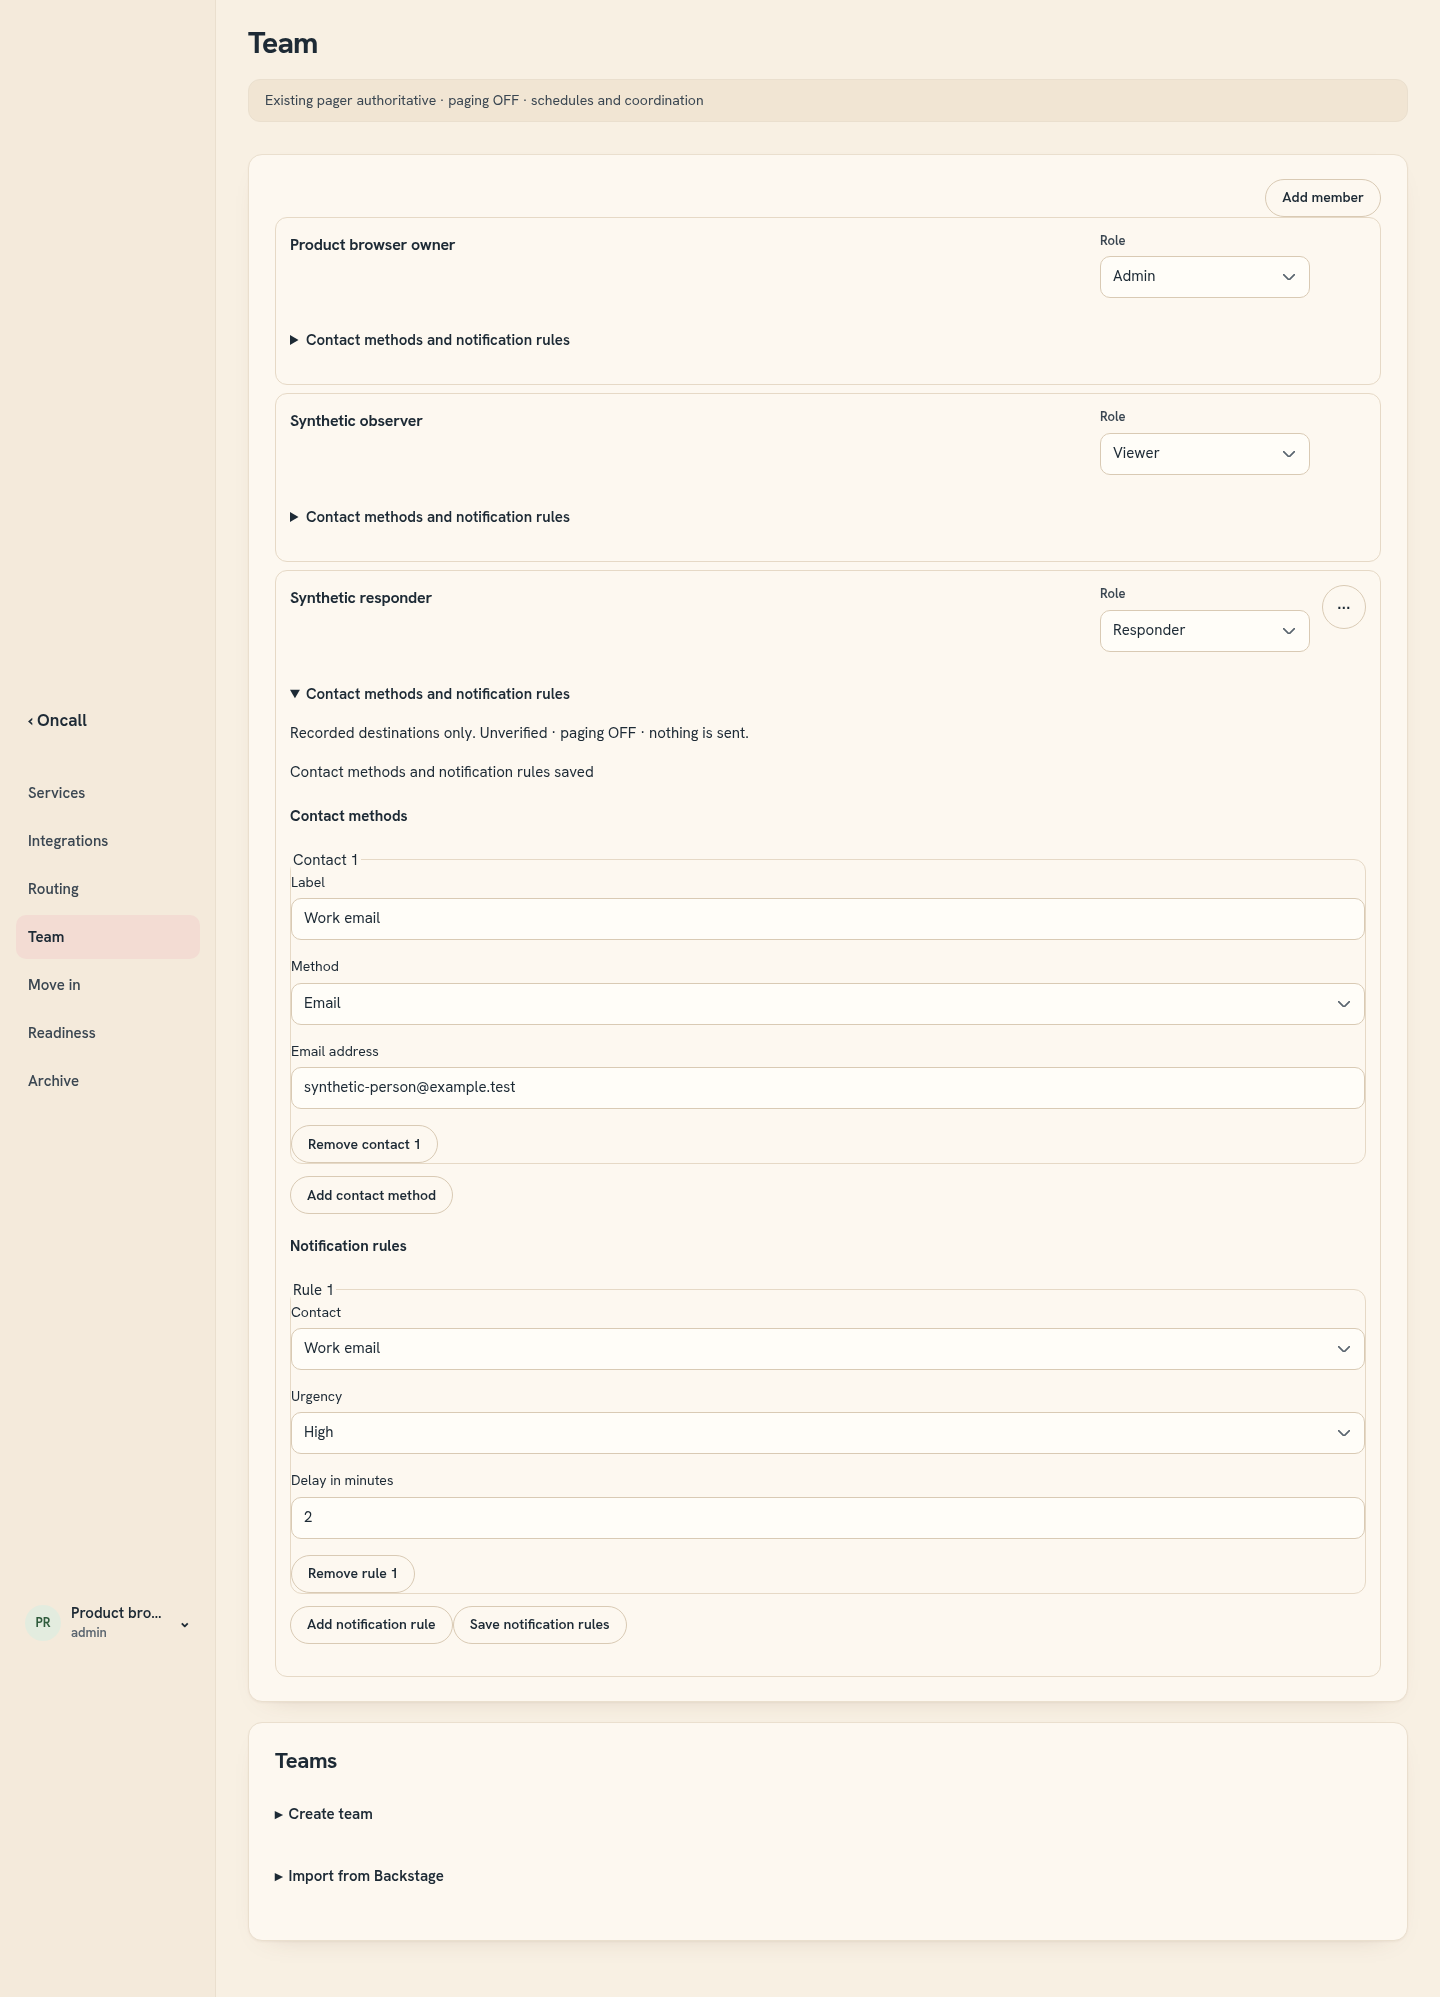 ‹ Oncall
Services
Integrations
Routing
Team
Move in
Readiness
Archive
PR
Product bro...
admin
Team
Existing pager authoritative · paging OFF · schedules and coordination
Add member
Product browser owner
Role
Admin
Contact methods and notification rules
Synthetic observer
Role
Viewer
Contact methods and notification rules
Synthetic responder
Role
Responder
...
Contact methods and notification rules
Recorded destinations only. Unverified · paging OFF · nothing is sent.
Contact methods and notification rules saved
Contact methods
Contact 1
Label
Work email
Method
Email
Email address
synthetic-person@example.test
Remove contact 1
Add contact method
Notification rules
Rule 1
Contact
Work email
Urgency
High
Delay in minutes
2
Remove rule 1
Add notification rule
Save notification rules
Teams
Create team
Import from Backstage